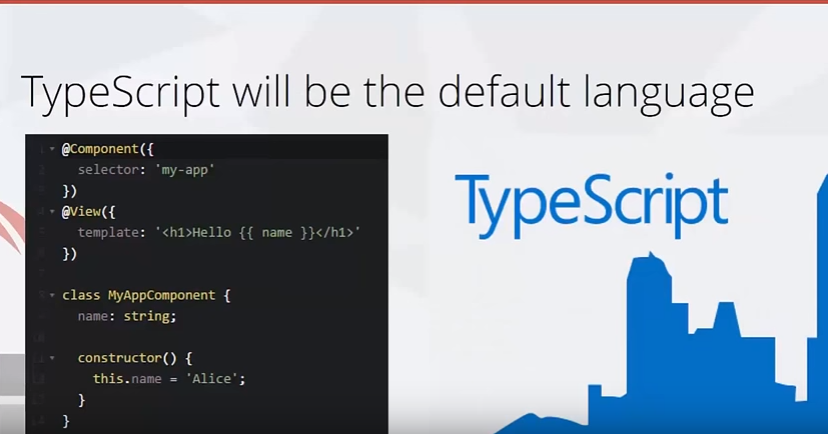 TypeScript will be the default language
@Component({
selector: 'my-app'
})
@View({
template: '<h1>Hello {{ name }}</h1>'
})
class MyAppComponent {
name: string;
constructor() {
this.name = 'Alice';
}
}
TypeScript